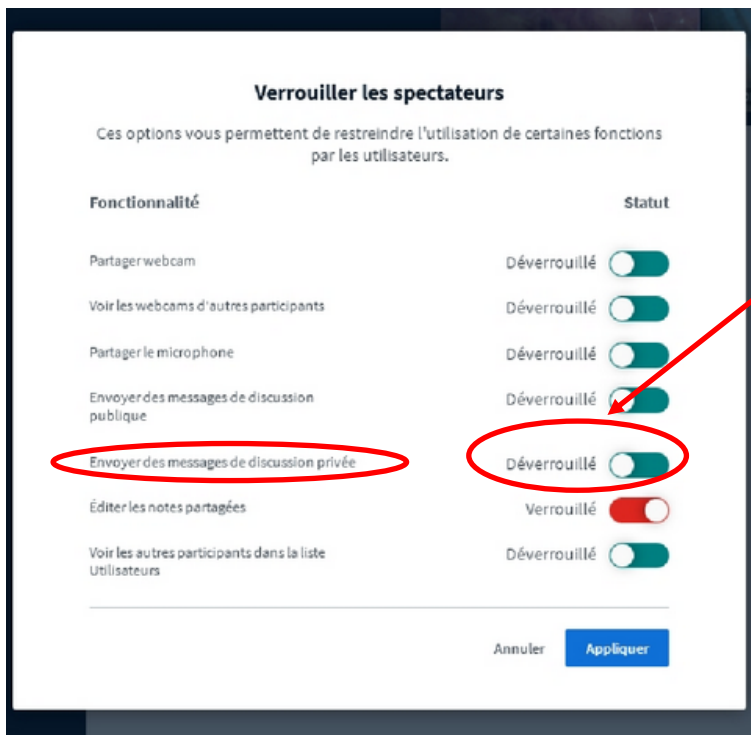 Verrouiller les spectateurs
Ces options vous permettent de restreindre l'utilisation de certaines fonctions
par les utilisateurs.
Fonctionnalité Statut
Partager webcam Déverrouillé
Voir les webcams d'autres participants Déverrouillé
Partager le microphone Déverrouillé
Envoyer des messages de discussion
publique Déverrouillé
Envoyer des messages de discussion privée Déverrouillé
Éditer les notes partagées Verrouillé
Voir les autres participants dans la liste
Utilisateurs Déverrouillé
Annuler Appliquer